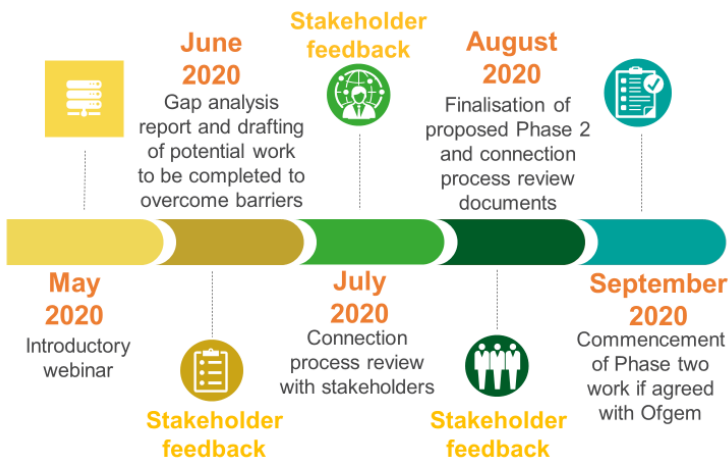 May
2020
Introductory
webinar
June
2020
Gap analysis
report and drafting
of potential work
to be completed to
overcome barriers
Stakeholder
feedback
Stakeholder
feedback
July
2020
Connection
process review
with stakeholders
August
2020
Finalisation of
proposed Phase 2
and connection
process review
documents
Stakeholder
feedback
September
2020
Commencement
of Phase two
work if agreed
with Ofgem